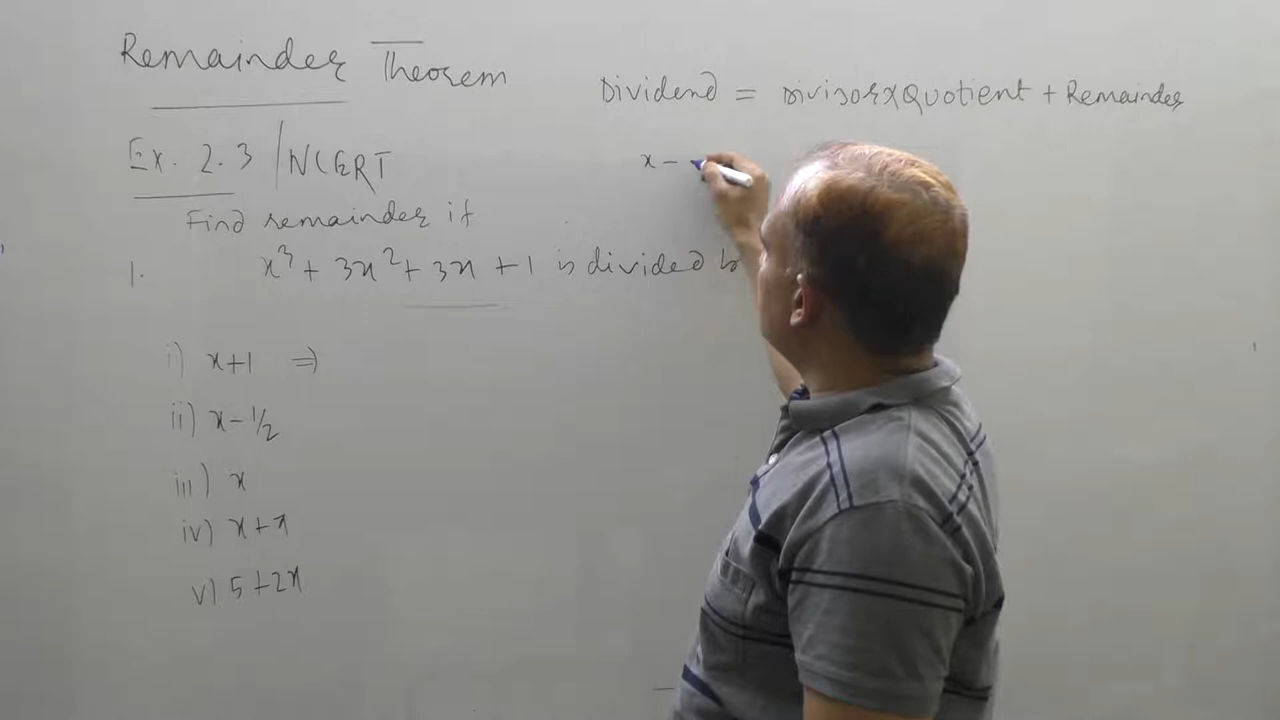 Remainder Theorem
Dividend = Divisor x Quotient + Remainder
Ex. 2.3 / NCERT
x -
Find remainder if
1. x³ + 3x² + 3x + 1 is divided b
i) x+1 ⇒
ii) x - 1/2
iii) x
iv) x + π
v) 5 + 2x